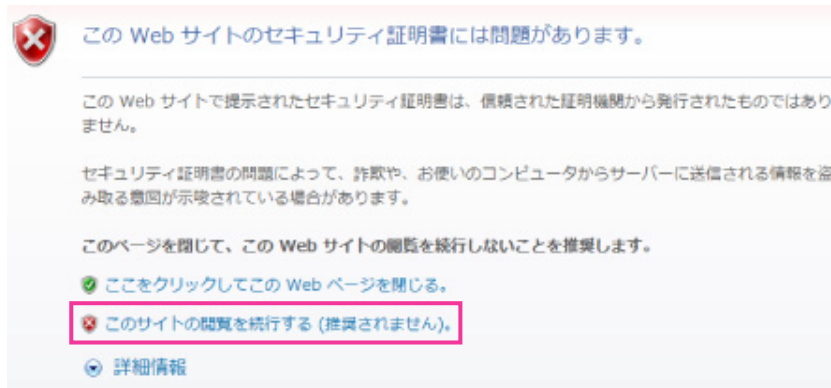 この Web サイトのセキュリティ証明書には問題があります。
この Web サイトで提示されたセキュリティ証明書は、信頼された証明機関から発行されたものではあり
ません。
セキュリティ証明書の問題によって、詐欺や、お使いのコンピュータからサーバーに送信される情報を盗
み取る意図が示唆されている場合があります。
このページを閉じて、この Web サイトの閲覧を続行しないことを推奨します。
ここをクリックしてこの Web ページを閉じる。
このサイトの閲覧を続行する (推奨されません)。
詳細情報